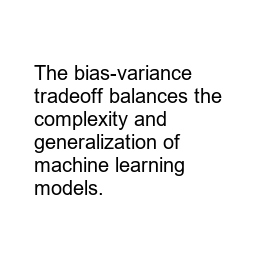 The bias-variance
tradeoff balances the
complexity and
generalization of
machine learning
models.